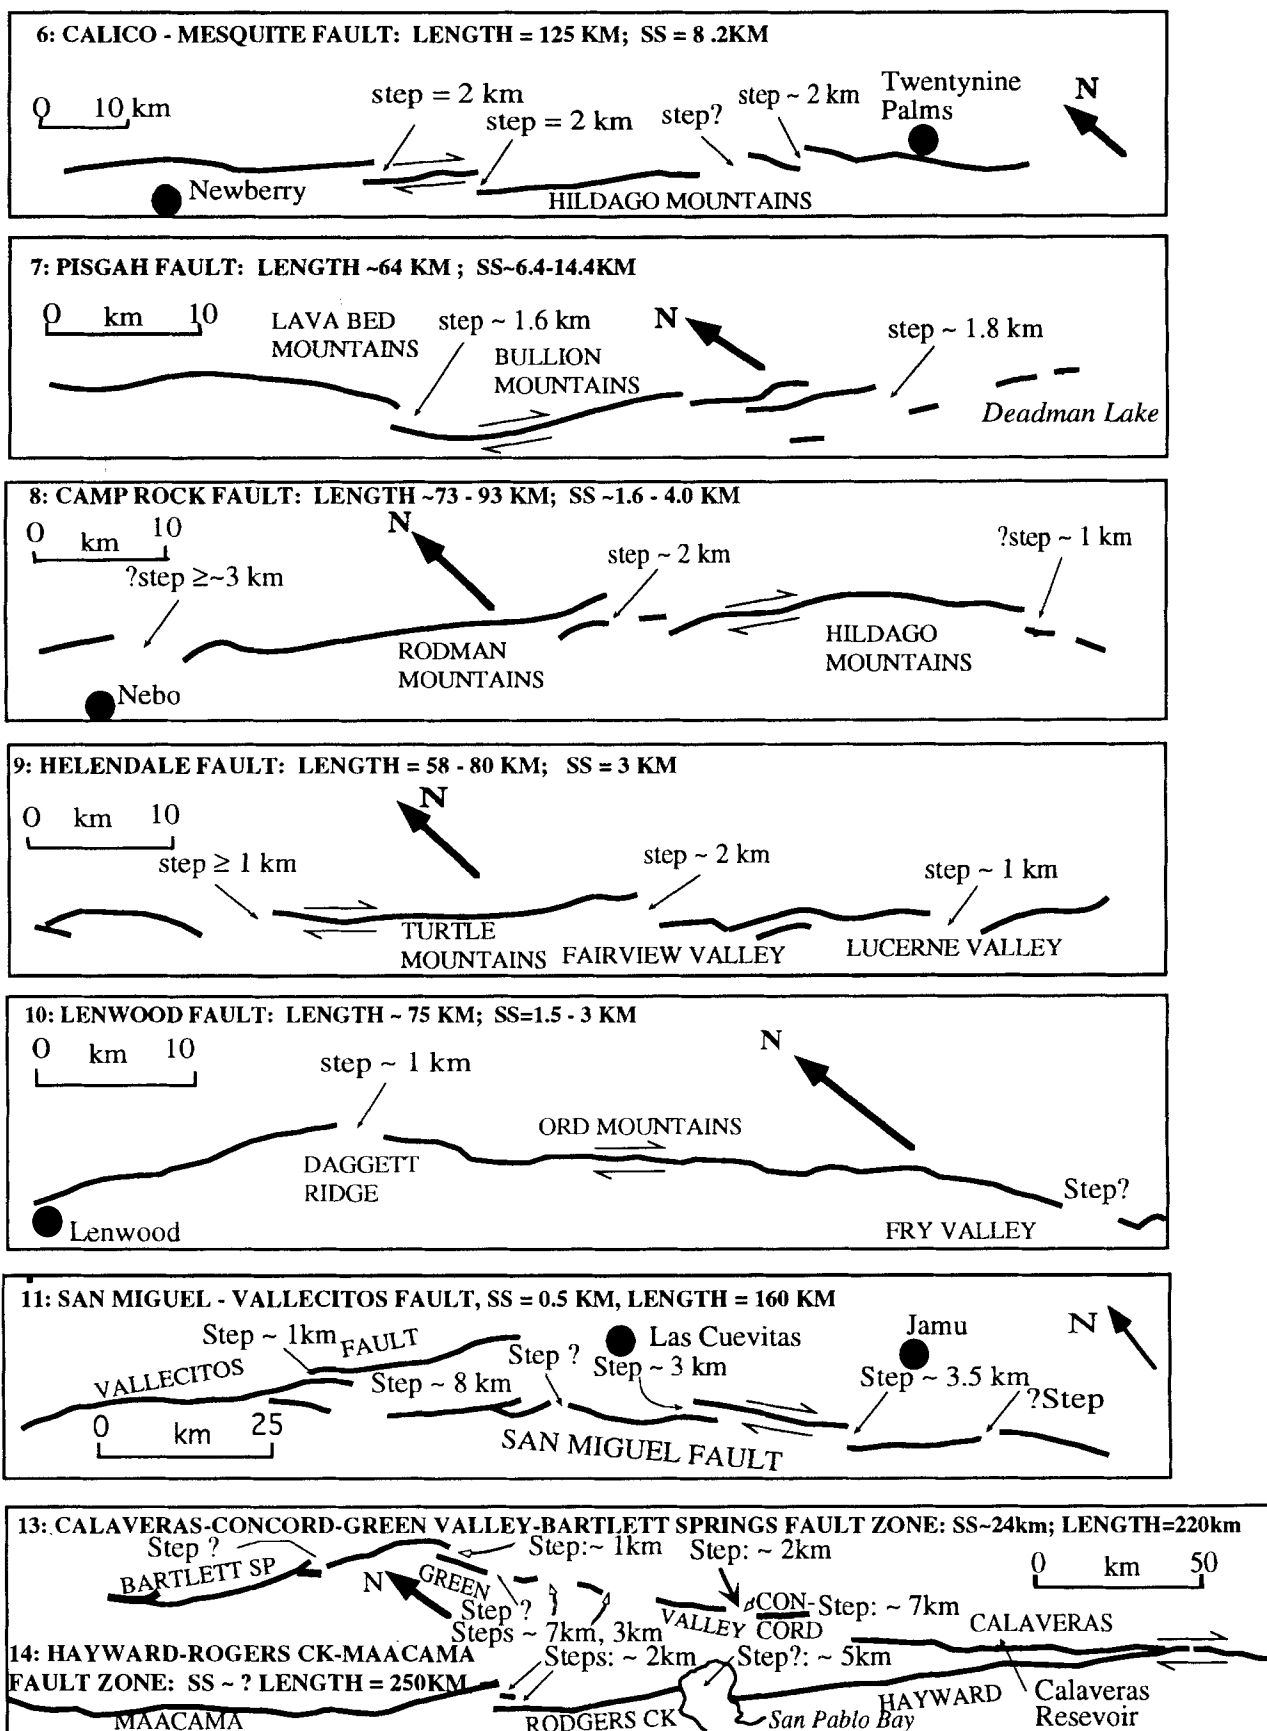 6: CALICO - MESQUITE FAULT: LENGTH = 125 KM; SS = 8 .2KM
0 10 km
step = 2 km
step = 2 km
step?
step ~ 2 km
Twentynine
Palms
N
Newberry
HILDAGO MOUNTAINS
7: PISGAH FAULT: LENGTH ~64 KM ; SS~6.4-14.4KM
0 km 10
LAVA BED
MOUNTAINS
step ~ 1.6 km
BULLION
MOUNTAINS
N
step ~ 1.8 km
Deadman Lake
8: CAMP ROCK FAULT: LENGTH ~73 - 93 KM; SS ~1.6 - 4.0 KM
0 km 10
N
?step ≥~3 km
step ~ 2 km
?step ~ 1 km
RODMAN
MOUNTAINS
HILDAGO
MOUNTAINS
Nebo
9: HELENDALE FAULT: LENGTH = 58 - 80 KM; SS = 3 KM
0 km 10
N
step ≥ 1 km
step ~ 2 km
step ~ 1 km
TURTLE
MOUNTAINS
FAIRVIEW VALLEY
LUCERNE VALLEY
10: LENWOOD FAULT: LENGTH ~ 75 KM; SS=1.5 - 3 KM
0 km 10
step ~ 1 km
N
ORD MOUNTAINS
DAGGETT
RIDGE
Step?
Lenwood
FRY VALLEY
11: SAN MIGUEL - VALLECITOS FAULT, SS = 0.5 KM, LENGTH = 160 KM
Step ~ 1km
VALLECITOS FAULT
Step ?
Las Cuevitas
Jamu
N
Step ~ 8 km
Step ~ 3 km
Step ~ 3.5 km
?Step
0 km 25
SAN MIGUEL FAULT
13: CALAVERAS-CONCORD-GREEN VALLEY-BARTLETT SPRINGS FAULT ZONE: SS~24km; LENGTH=220km
Step ?
Step:~ 1km
Step: ~ 2km
0 km 50
BARTLETT SP
N
GREEN
VALLEY
CON-
CORD
Step: ~ 7km
CALAVERAS
Step ?
Steps ~ 7km, 3km
14: HAYWARD-ROGERS CK-MAACAMA
FAULT ZONE: SS ~ ? LENGTH = 250KM
Steps: ~ 2km
Step?: ~ 5km
MAACAMA
RODGERS CK
San Pablo Bay
HAYWARD
Calaveras
Resevoir